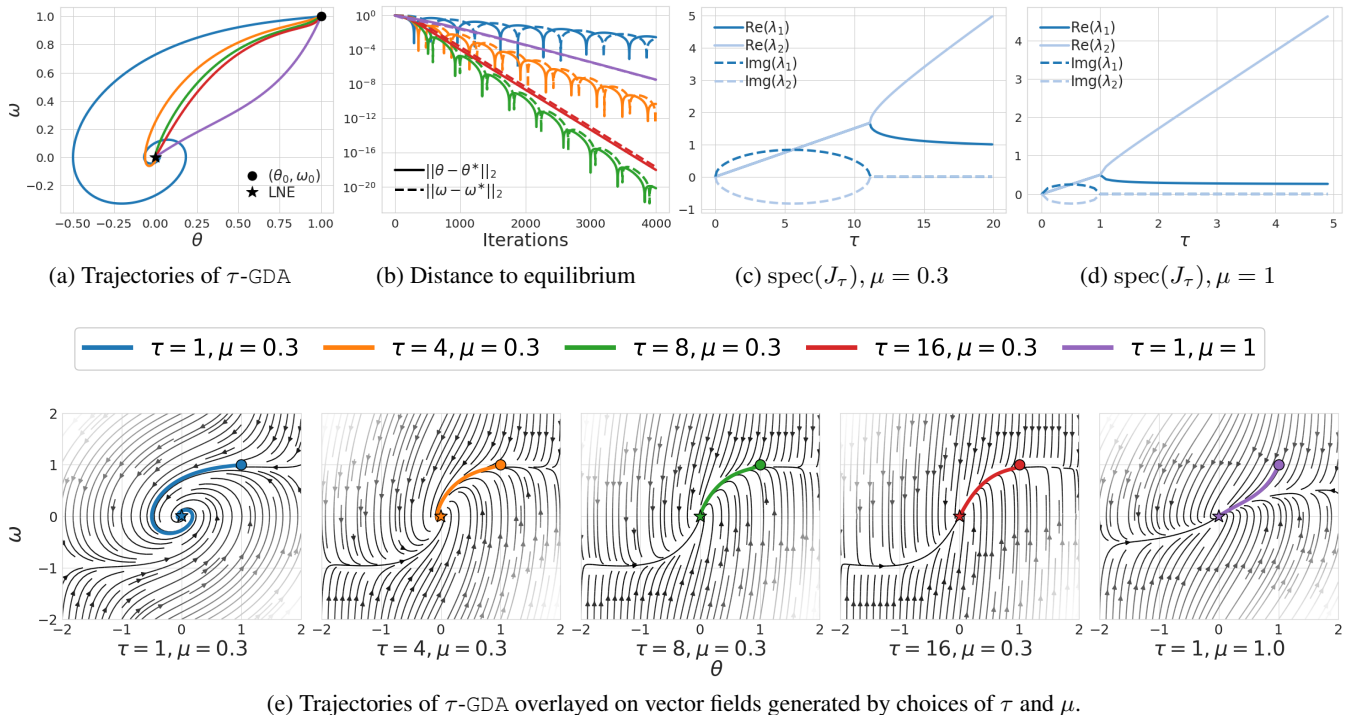 1.0
0.8
0.6
0.4
0.2
0.0
−0.2
ω
−0.50 −0.25 0.00 0.25 0.50 0.75 1.00
θ
(θ₀, ω₀)
LNE
(a) Trajectories of τ-GDA
10⁰
10⁻⁴
10⁻⁸
10⁻¹²
10⁻¹⁶
10⁻²⁰
||θ − θ*||₂
||ω − ω*||₂
0 1000 2000 3000 4000
Iterations
(b) Distance to equilibrium
5
4
3
2
1
0
−1
Re(λ₁)
Re(λ₂)
Img(λ₁)
Img(λ₂)
0 5 10 15 20
τ
(c) spec(J_τ), μ = 0.3
4
3
2
1
0
Re(λ₁)
Re(λ₂)
Img(λ₁)
Img(λ₂)
0 1 2 3 4 5
τ
(d) spec(J_τ), μ = 1
τ = 1, μ = 0.3 τ = 4, μ = 0.3 τ = 8, μ = 0.3 τ = 16, μ = 0.3 τ = 1, μ = 1
2
1
0
−1
−2
ω
−2 −1 0 1 2 −2 −1 0 1 2 −2 −1 0 1 2 −2 −1 0 1 2 −2 −1 0 1 2
τ = 1, μ = 0.3 τ = 4, μ = 0.3 τ = 8, μ = 0.3 τ = 16, μ = 0.3 τ = 1, μ = 1.0
θ
(e) Trajectories of τ-GDA overlayed on vector fields generated by choices of τ and μ.